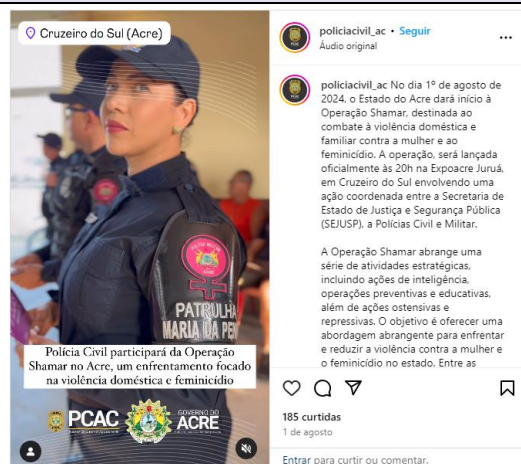 Cruzeiro do Sul (Acre)
POLÍCIA MILITAR
ACRE
PATRULHA
MARIA DA PENHA
Polícia Civil participará da Operação
Shamar no Acre, um enfrentamento focado
na violência doméstica e feminicídio
PCAC
GOVERNO DO
ACRE
policiacivil_ac • Seguir
Áudio original
policiacivil_ac No dia 1º de agosto de
2024, o Estado do Acre dará início à
Operação Shamar, destinada ao
combate à violência doméstica e
familiar contra a mulher e ao
feminicídio. A operação, será lançada
oficialmente às 20h na Expoacre Juruá,
em Cruzeiro do Sul envolvendo uma
ação coordenada entre a Secretaria de
Estado de Justiça e Segurança Pública
(SEJUSP), a Polícias Civil e Militar.
A Operação Shamar abrange uma
série de atividades estratégicas,
incluindo ações de inteligência,
operações preventivas e educativas,
além de ações ostensivas e
repressivas. O objetivo é oferecer uma
abordagem abrangente para enfrentar
e reduzir a violência contra a mulher e
o feminicídio no estado. Entre as
185 curtidas
1 de agosto
Entrar para curtir ou comentar.